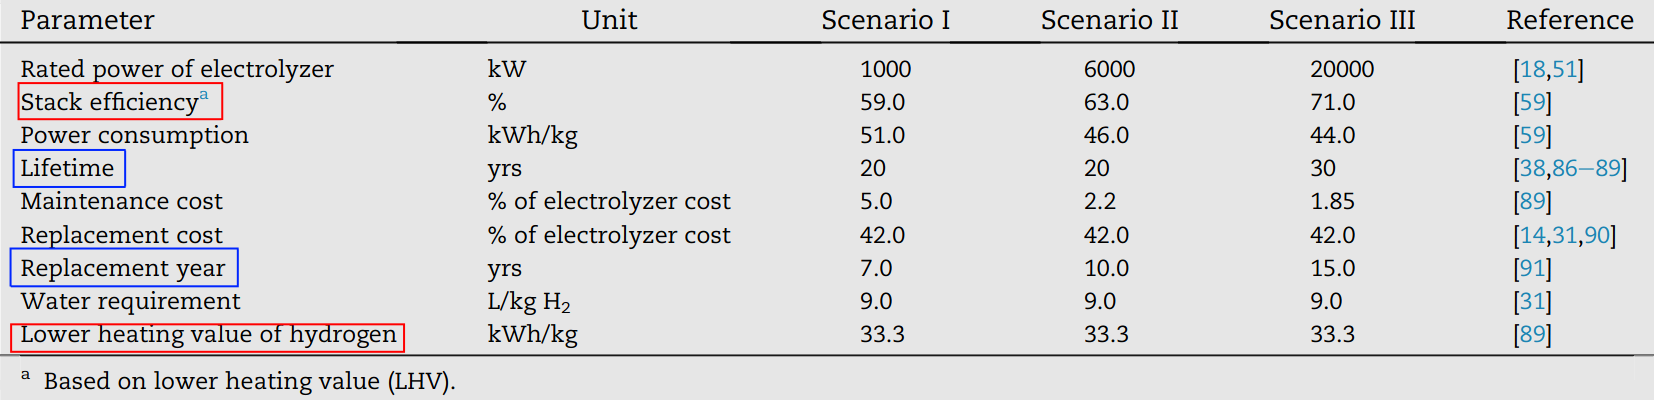 Parameter Unit Scenario I Scenario II Scenario III Reference
Rated power of electrolyzer kW 1000 6000 20000 [18,51]
Stack efficiencyᵃ % 59.0 63.0 71.0 [59]
Power consumption kWh/kg 51.0 46.0 44.0 [59]
Lifetime yrs 20 20 30 [38,86−89]
Maintenance cost % of electrolyzer cost 5.0 2.2 1.85 [89]
Replacement cost % of electrolyzer cost 42.0 42.0 42.0 [14,31,90]
Replacement year yrs 7.0 10.0 15.0 [91]
Water requirement L/kg H₂ 9.0 9.0 9.0 [31]
Lower heating value of hydrogen kWh/kg 33.3 33.3 33.3 [89]
ᵃ Based on lower heating value (LHV).